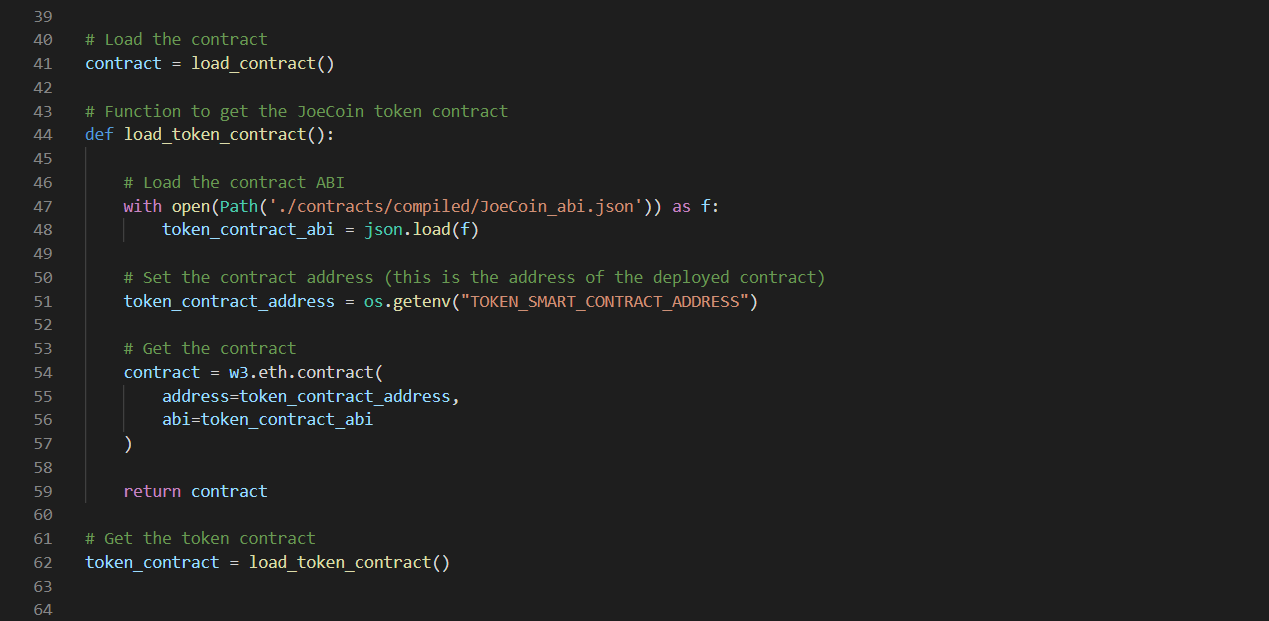 39
40 # Load the contract
41 contract = load_contract()
42
43 # Function to get the JoeCoin token contract
44 def load_token_contract():
45
46     # Load the contract ABI
47     with open(Path('./contracts/compiled/JoeCoin_abi.json')) as f:
48         token_contract_abi = json.load(f)
49
50     # Set the contract address (this is the address of the deployed contract)
51     token_contract_address = os.getenv("TOKEN_SMART_CONTRACT_ADDRESS")
52
53     # Get the contract
54     contract = w3.eth.contract(
55         address=token_contract_address,
56         abi=token_contract_abi
57     )
58
59     return contract
60
61 # Get the token contract
62 token_contract = load_token_contract()
63
64